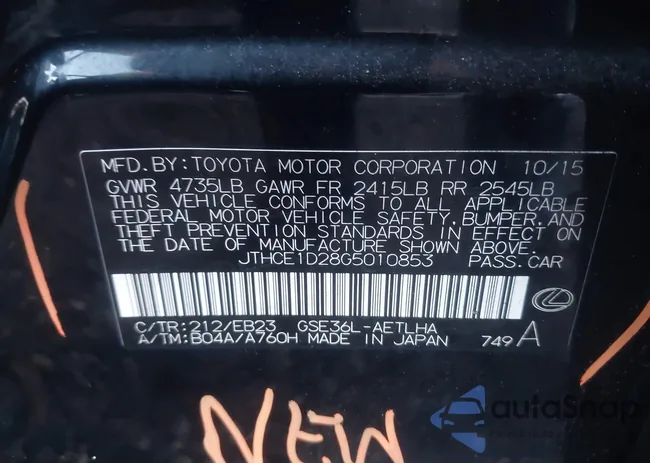 MFD. BY: TOYOTA MOTOR CORPORATION 10/15
GVWR 4735LB GAWR FR 2415LB RR 2545LB
THIS VEHICLE CONFORMS TO ALL APPLICABLE
FEDERAL MOTOR VEHICLE SAFETY, BUMPER, AND
THEFT PREVENTION STANDARDS IN EFFECT ON
THE DATE OF MANUFACTURE SHOWN ABOVE.
JTHCE1D28G5010853 PASS. CAR
C/TR: 212/EB23 GSE36L-AETLHA
A/TM: B04A/A760H MADE IN JAPAN 749 A
NEW
autoSnap